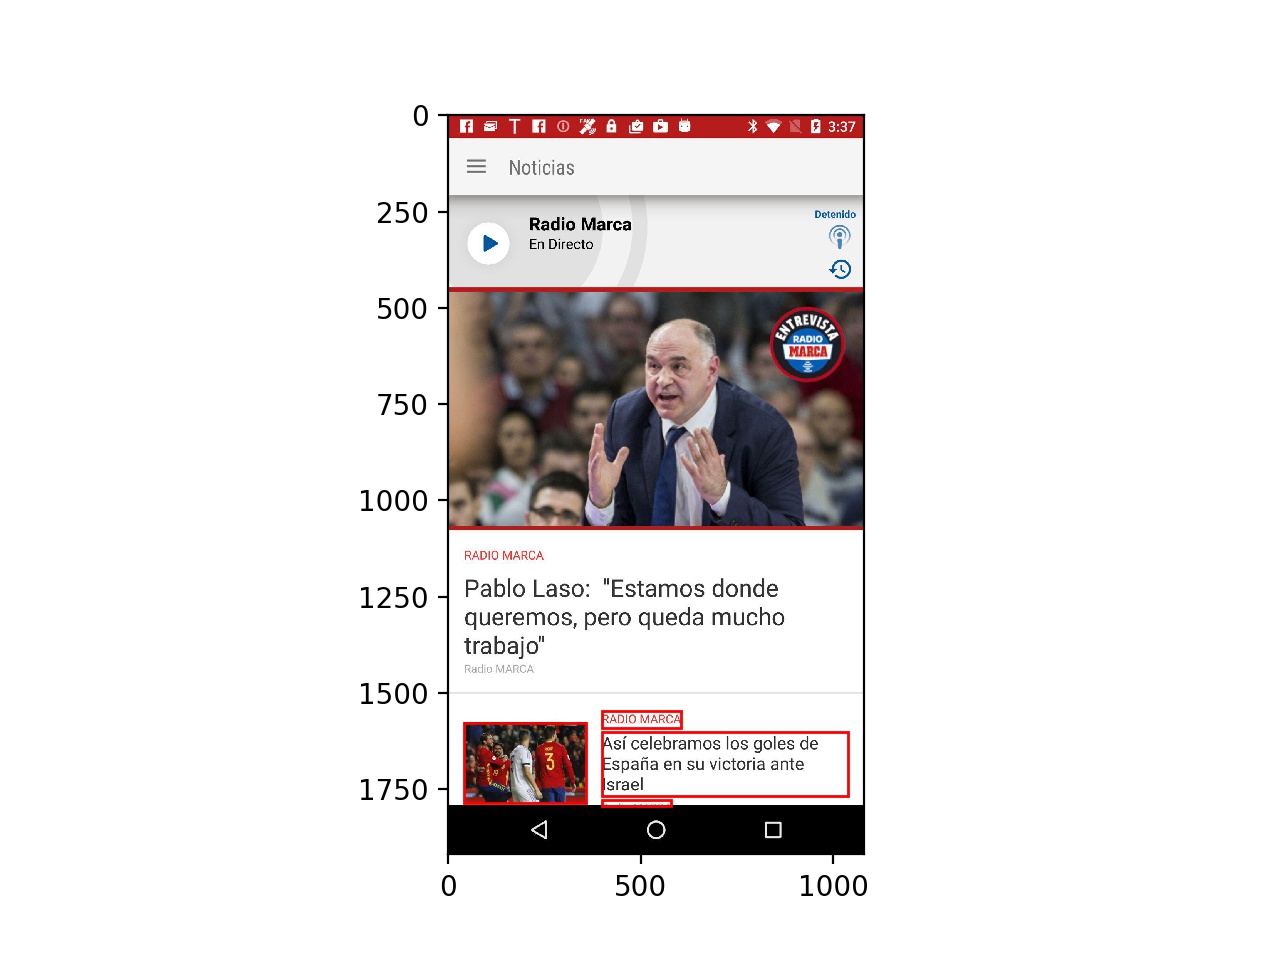 0
250
500
750
1000
1250
1500
1750
3:37
Noticias
Radio Marca
En Directo
Detenido
ENTREVISTA
RADIO
MARCA
RADIO MARCA
Pablo Laso:  "Estamos donde
queremos, pero queda mucho
trabajo"
Radio MARCA
3
RADIO MARCA
Así celebramos los goles de
España en su victoria ante
Israel
0
500
1000